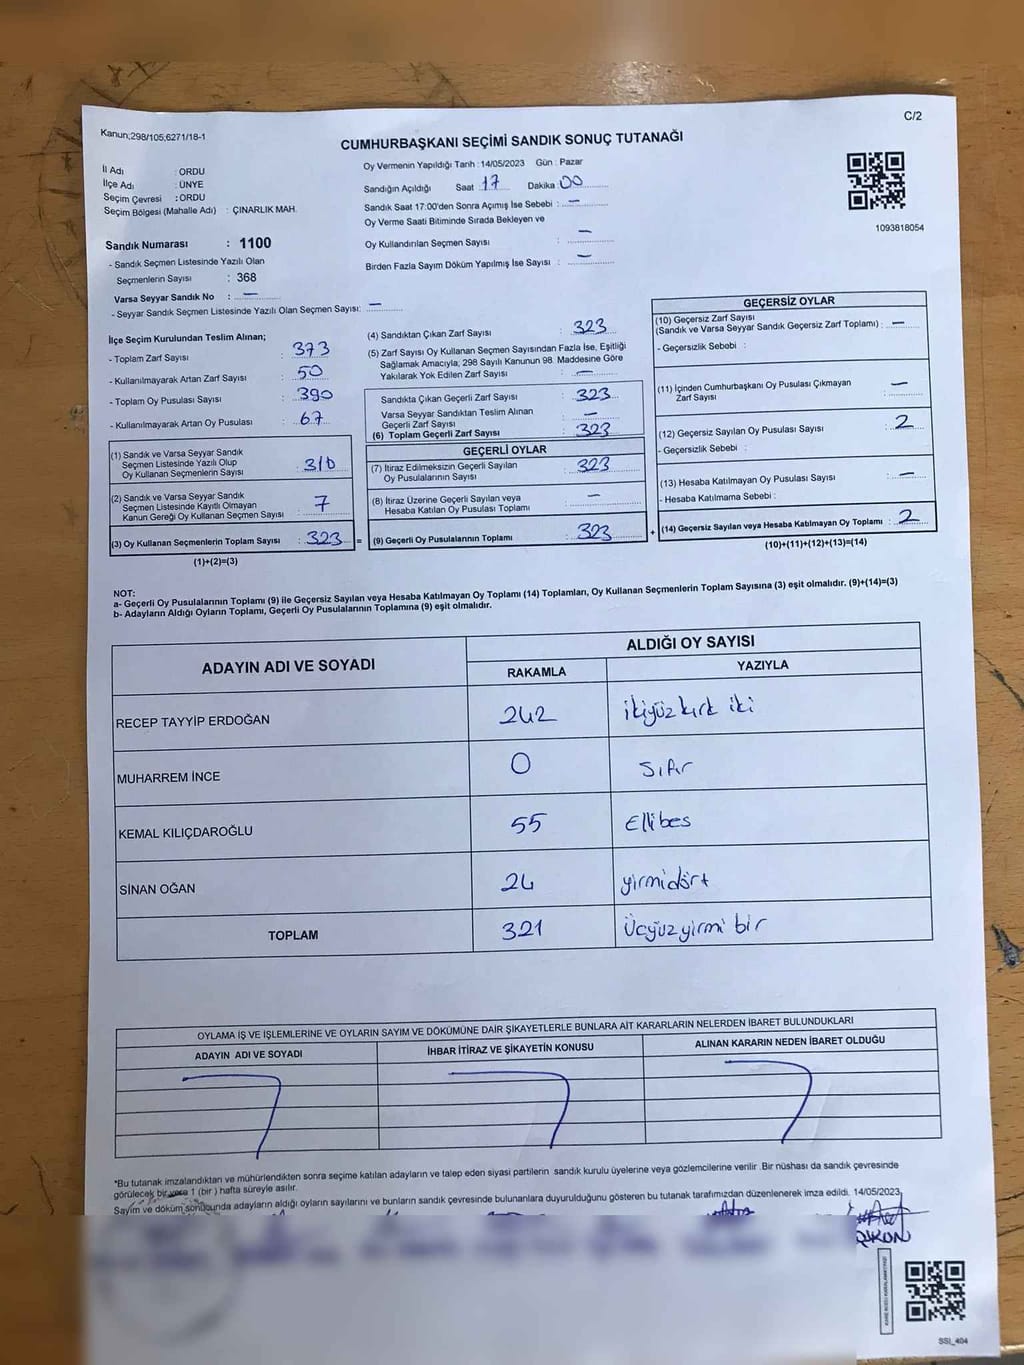 C/2
Kanun;298/105;6271/18-1
CUMHURBAŞKANI SEÇİMİ SANDIK SONUÇ TUTANAĞI
İl Adı : ORDU
İlçe Adı : ÜNYE
Seçim Çevresi : ORDU
Seçim Bölgesi (Mahalle Adı) : ÇINARLIK MAH.
Sandık Numarası : 1100
- Sandık Seçmen Listesinde Yazılı Olan
Seçmenlerin Sayısı : 368
Varsa Seyyar Sandık No : —
- Seyyar Sandık Seçmen Listesinde Yazılı Olan Seçmen Sayısı: —
Oy Vermenin Yapıldığı Tarih : 14/05/2023 Gün : Pazar
Sandığın Açıldığı Saat : 17 Dakika : 00
Sandık Saat 17:00'den Sonra Açımış İse Sebebi : —
Oy Verme Saati Bitiminde Sırada Bekleyen ve
Oy Kullandırılan Seçmen Sayısı : —
Birden Fazla Sayım Döküm Yapılmış İse Sayısı : —
1093818054
İlçe Seçim Kurulundan Teslim Alınan;
- Toplam Zarf Sayısı : 373
- Kullanılmayarak Artan Zarf Sayısı : 50
- Toplam Oy Pusulası Sayısı : 390
- Kullanılmayarak Artan Oy Pusulası : 67
(1) Sandık ve Varsa Seyyar Sandık
Seçmen Listesinde Yazılı Olup
Oy Kullanan Seçmenlerin Sayısı : 316
(2) Sandık ve Varsa Seyyar Sandık
Seçmen Listesinde Kayıtlı Olmayan
Kanun Gereği Oy Kullanan Seçmen Sayısı : 7
(3) Oy Kullanan Seçmenlerin Toplam Sayısı : 323 =
(1)+(2)=(3)
(4) Sandıktan Çıkan Zarf Sayısı : 323
(5) Zarf Sayısı Oy Kullanan Seçmen Sayısından Fazla İse, Eşitliği
Sağlamak Amacıyla; 298 Sayılı Kanunun 98. Maddesine Göre
Yakılarak Yok Edilen Zarf Sayısı : —
Sandıkta Çıkan Geçerli Zarf Sayısı : 323
Varsa Seyyar Sandıktan Teslim Alınan
Geçerli Zarf Sayısı : —
(6) Toplam Geçerli Zarf Sayısı : 323
GEÇERLİ OYLAR
(7) İtiraz Edilmeksizin Geçerli Sayılan
Oy Pusulalarının Sayısı : 323
(8) İtiraz Üzerine Geçerli Sayılan veya
Hesaba Katılan Oy Pusulası Toplamı : —
(9) Geçerli Oy Pusulalarının Toplamı : 323 +
GEÇERSİZ OYLAR
(10) Geçersiz Zarf Sayısı
(Sandık ve Varsa Seyyar Sandık Geçersiz Zarf Toplamı) : —
- Geçersizlik Sebebi :
(11) İçinden Cumhurbaşkanı Oy Pusulası Çıkmayan
Zarf Sayısı : —
(12) Geçersiz Sayılan Oy Pusulası Sayısı : 2
- Geçersizlik Sebebi :
(13) Hesaba Katılmayan Oy Pusulası Sayısı : —
- Hesaba Katılmama Sebebi :
(14) Geçersiz Sayılan veya Hesaba Katılmayan Oy Toplamı : 2
(10)+(11)+(12)+(13)=(14)
NOT:
a- Geçerli Oy Pusulalarının Toplamı (9) ile Geçersiz Sayılan veya Hesaba Katılmayan Oy Toplamı (14) Toplamları, Oy Kullanan Seçmenlerin Toplam Sayısına (3) eşit olmalıdır. (9)+(14)=(3)
b- Adayların Aldığı Oyların Toplamı, Geçerli Oy Pusulalarının Toplamına (9) eşit olmalıdır.
ADAYIN ADI VE SOYADI ALDIĞI OY SAYISI
RAKAMLA YAZIYLA
RECEP TAYYİP ERDOĞAN 242 ikiyüz kırk iki
MUHARREM İNCE 0 Sıfır
KEMAL KILIÇDAROĞLU 55 Ellibes
SİNAN OĞAN 24 yirmidört
TOPLAM 321 Üçyüzyirmi bir
OYLAMA İŞ VE İŞLEMLERİNE VE OYLARIN SAYIM VE DÖKÜMÜNE DAİR ŞİKAYETLERLE BUNLARA AİT KARARLARIN NELERDEN İBARET BULUNDUKLARI
ADAYIN ADI VE SOYADI İHBAR İTİRAZ VE ŞİKAYETİN KONUSU ALINAN KARARIN NEDEN İBARET OLDUĞU
*Bu tutanak imzalandıktan ve mühürlendikten sonra seçime katılan adayların ve talep eden siyasi partilerin sandık kurulu üyelerine veya gözlemcilerine verilir .Bir nüshası da sandık çevresinde
görülecek bir yere 1 (bir ) hafta süreyle asılır.
Sayım ve döküm sonucunda adayların aldığı oyların sayılarını ve bunların sandık çevresinde bulunanlara duyurulduğunu gösteren bu tutanak tarafımızdan düzenlenerek imza edildi. 14/05/2023
SSI_404